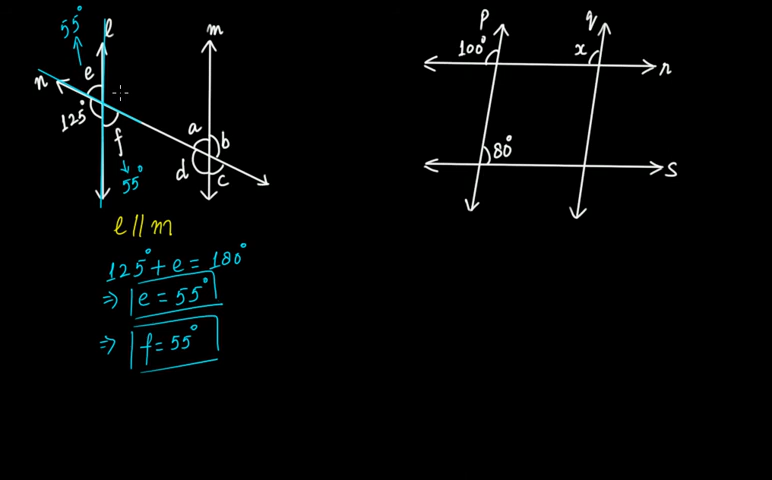 55°
l
m
n
e
125°
f
55°
a
b
d
c
l // m
125° + e = 180°
⇒ e = 55°
⇒ f = 55°
p
q
100°
x
r
80°
s